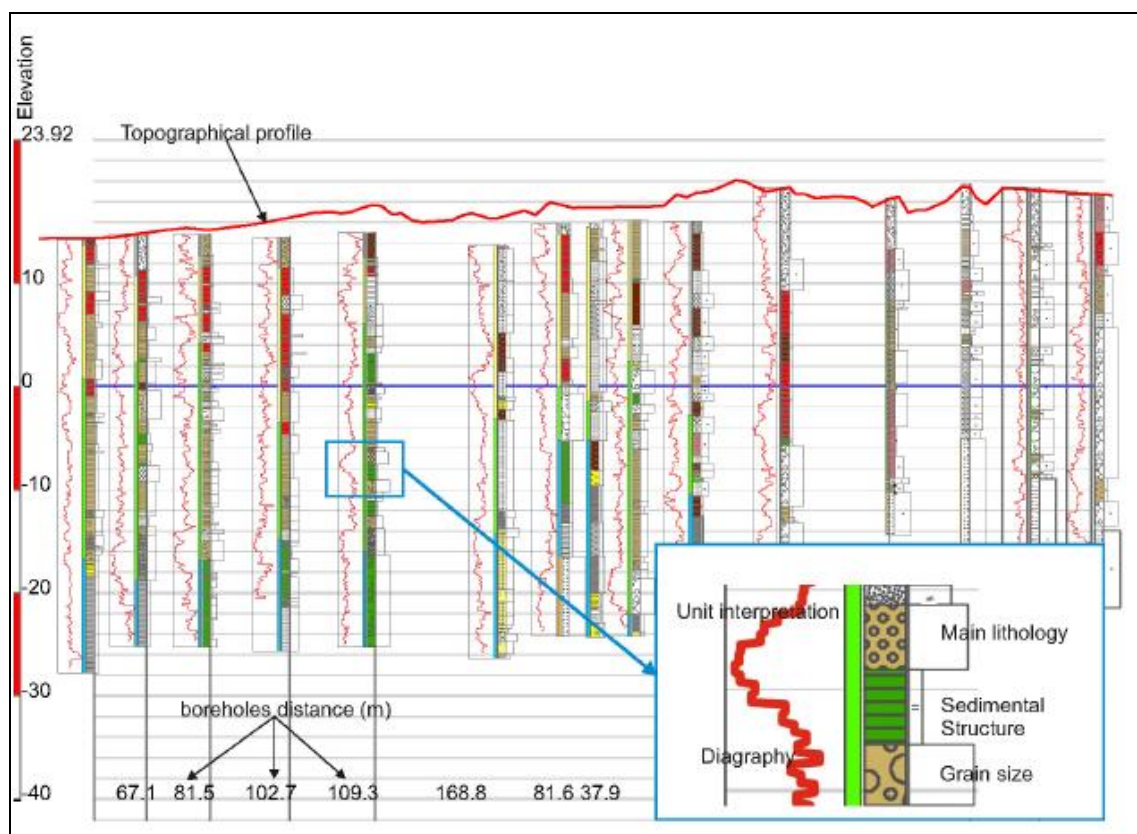 Elevation
23.92
Topographical profile
10
0
-10
-20
-30
-40
boreholes distance (m)
67.1 81.5 102.7 109.3 168.8 81.6 37.9
Unit interpretation
Main lithology
Sedimental
Structure
Diagraphy
Grain size